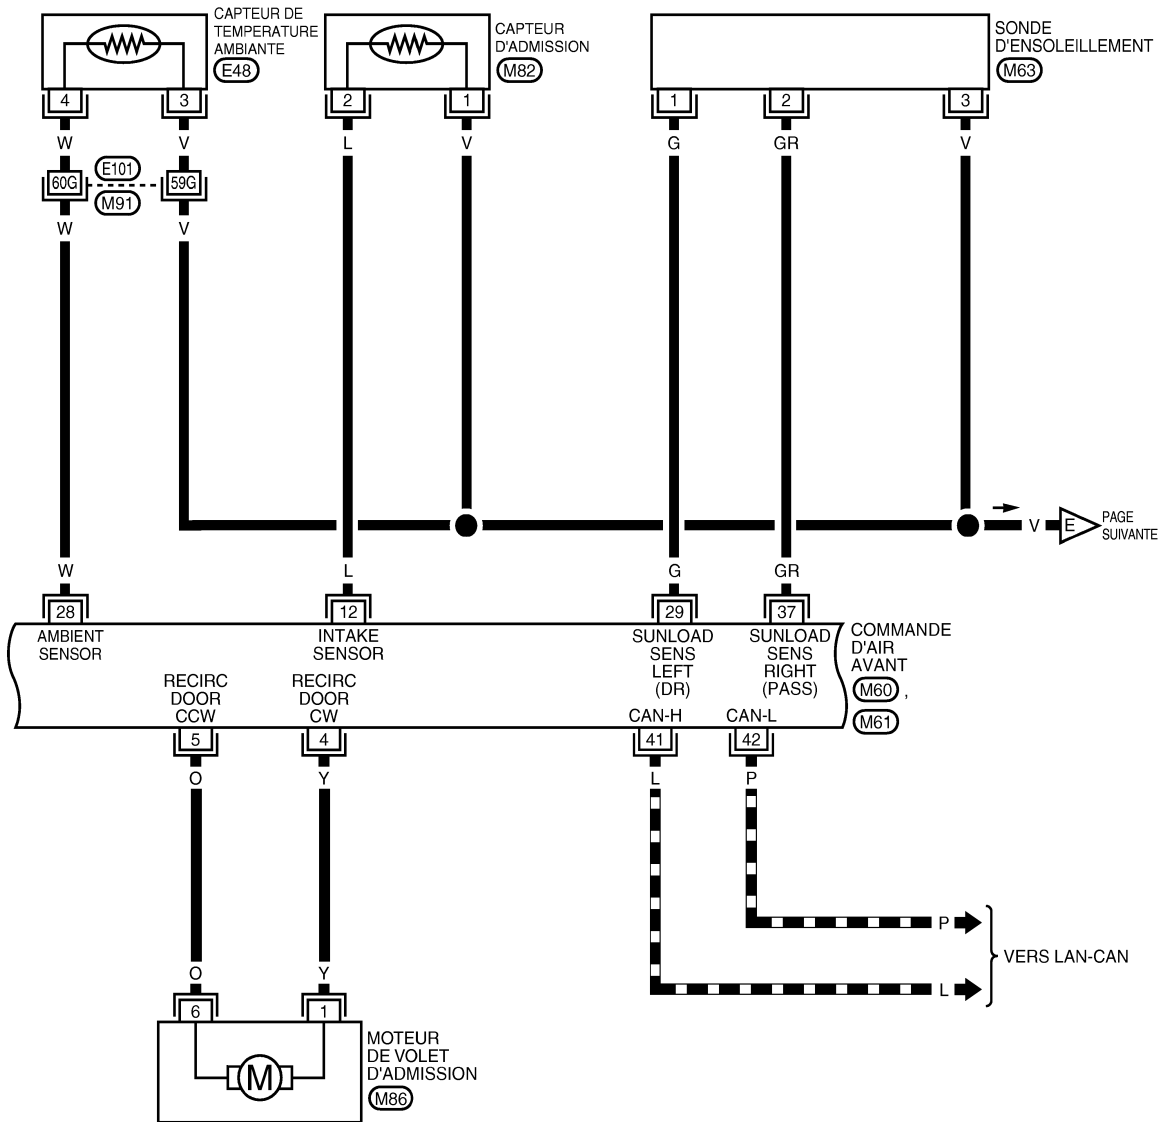 CAPTEUR DE
TEMPERATURE
AMBIANTE
E48
CAPTEUR
D'ADMISSION
M82
SONDE
D'ENSOLEILLEMENT
M63
4
3
2
1
1
2
3
W
V
L
V
G
GR
V
60G
E101
M91
59G
W
V
V
E
PAGE
SUIVANTE
W
L
G
GR
28
12
29
37
AMBIENT
SENSOR
INTAKE
SENSOR
SUNLOAD
SENS
LEFT
(DR)
SUNLOAD
SENS
RIGHT
(PASS)
COMMANDE
D'AIR
AVANT
M60 ,
M61
RECIRC
DOOR
CCW
RECIRC
DOOR
CW
CAN-H
CAN-L
5
4
41
42
O
Y
L
P
P
L
VERS LAN-CAN
O
Y
6
1
M
MOTEUR
DE VOLET
D'ADMISSION
M86